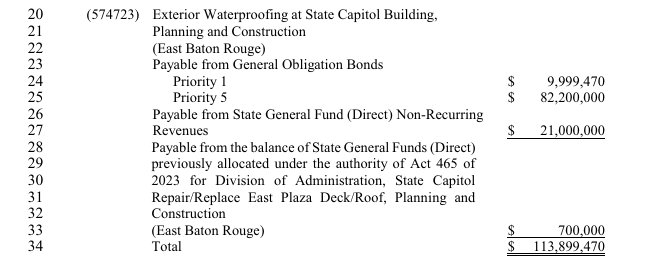 20 (574723) Exterior Waterproofing at State Capitol Building,
21 Planning and Construction
22 (East Baton Rouge)
23 Payable from General Obligation Bonds
24 Priority 1 $ 9,999,470
25 Priority 5 $ 82,200,000
26 Payable from State General Fund (Direct) Non-Recurring
27 Revenues $ 21,000,000
28 Payable from the balance of State General Funds (Direct)
29 previously allocated under the authority of Act 465 of
30 2023 for Division of Administration, State Capitol
31 Repair/Replace East Plaza Deck/Roof, Planning and
32 Construction
33 (East Baton Rouge) $ 700,000
34 Total $ 113,899,470